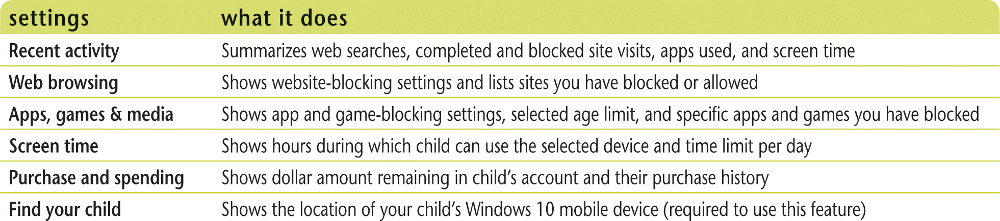 settings what it does
Recent activity Summarizes web searches, completed and blocked site visits, apps used, and screen time
Web browsing Shows website-blocking settings and lists sites you have blocked or allowed
Apps, games & media Shows app and game-blocking settings, selected age limit, and specific apps and games you have blocked
Screen time Shows hours during which child can use the selected device and time limit per day
Purchase and spending Shows dollar amount remaining in child’s account and their purchase history
Find your child Shows the location of your child’s Windows 10 mobile device (required to use this feature)